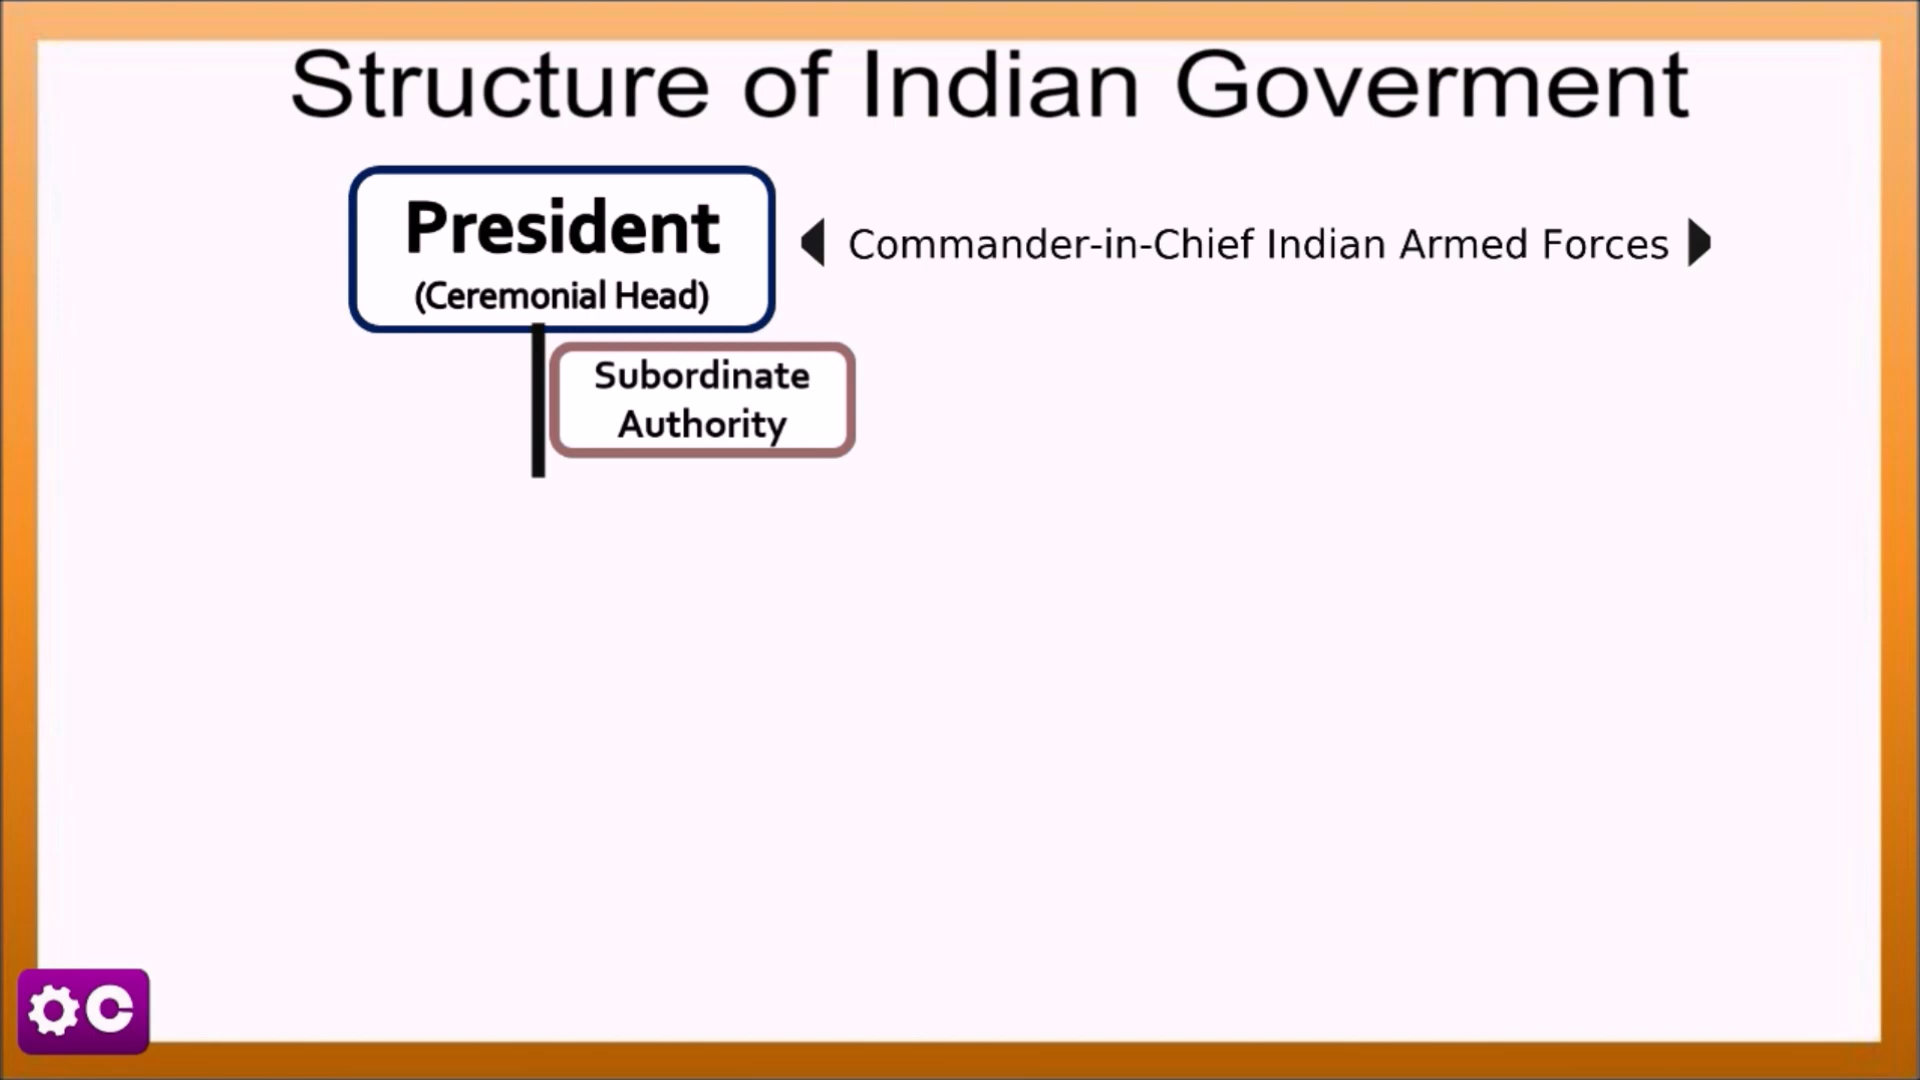 Structure of Indian Goverment
President
(Ceremonial Head)
Commander-in-Chief Indian Armed Forces
Subordinate
Authority